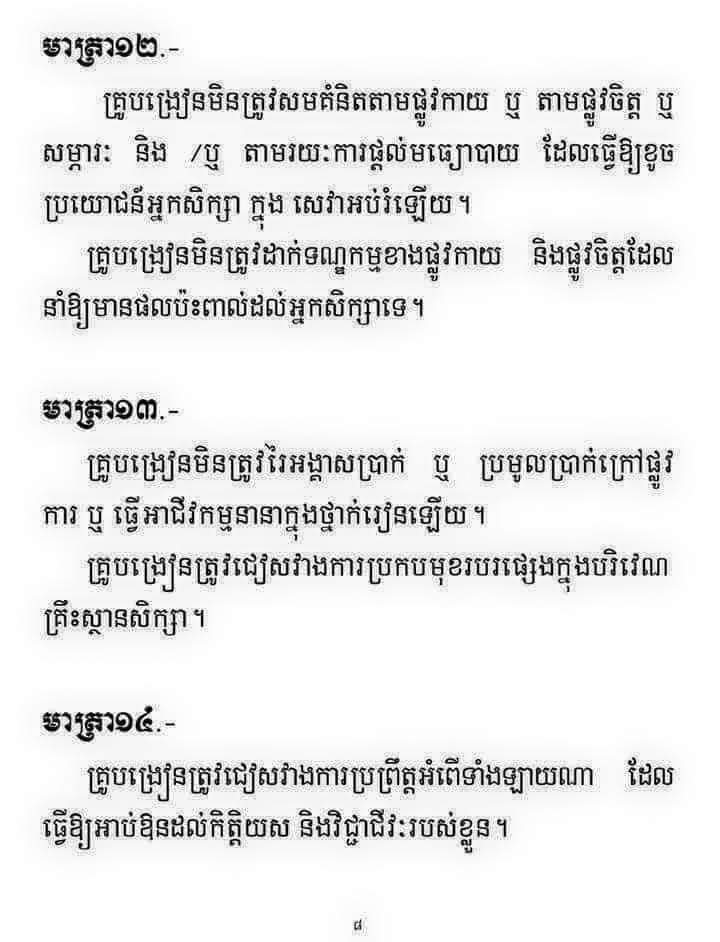 មាត្រា១២.-
គ្រូបង្រៀនមិនត្រូវសមគំនិតតាមផ្លូវកាយ ឬ តាមផ្លូវចិត្ត ឬ
សម្ភារៈ និង /ឬ តាមរយៈការផ្តល់មធ្យោបាយ ដែលធ្វើឱ្យខូច
ប្រយោជន៍អ្នកសិក្សា ក្នុង សេវាអប់រំឡើយ។
គ្រូបង្រៀនមិនត្រូវដាក់ទណ្ឌកម្មខាងផ្លូវកាយ និងផ្លូវចិត្តដែល
នាំឱ្យមានផលប៉ះពាល់ដល់អ្នកសិក្សាទេ។
មាត្រា១៣.-
គ្រូបង្រៀនមិនត្រូវរៃអង្គាសប្រាក់ ឬ ប្រមូលប្រាក់ក្រៅផ្លូវ
ការ ឬ ធ្វើអាជីវកម្មនានាក្នុងថ្នាក់រៀនឡើយ។
គ្រូបង្រៀនត្រូវជៀសវាងការប្រកបមុខរបរផ្សេងក្នុងបរិវេណ
គ្រឹះស្ថានសិក្សា។
មាត្រា១៤.-
គ្រូបង្រៀនត្រូវជៀសវាងការប្រព្រឹត្តអំពើទាំងឡាយណា ដែល
ធ្វើឱ្យអាប់ឱនដល់កិត្តិយស និងវិជ្ជាជីវៈរបស់ខ្លួន។
៨